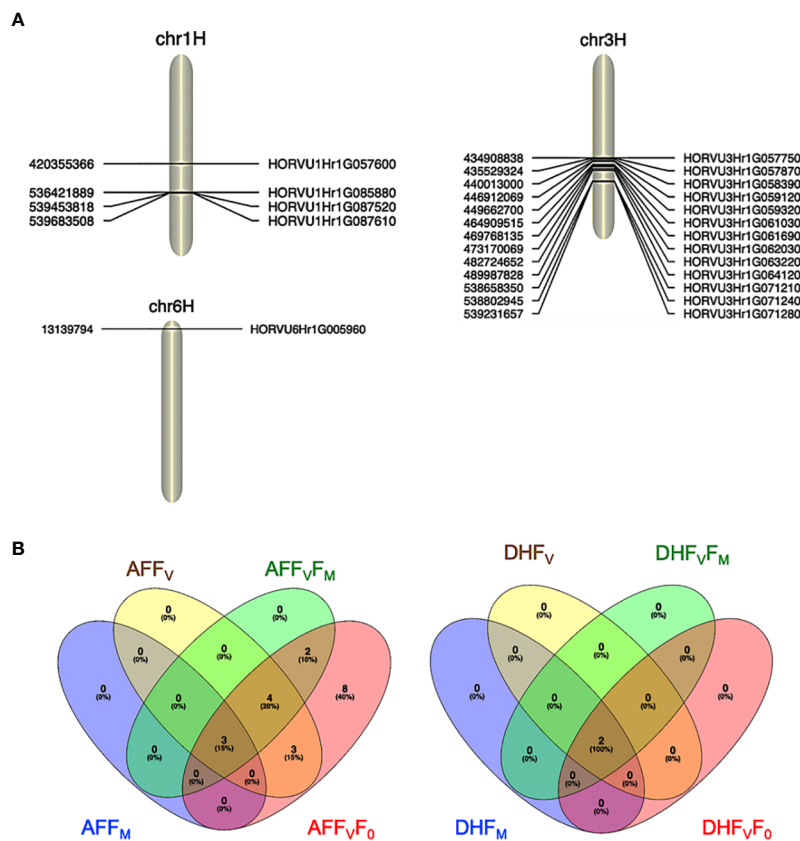 A
chr1H
420355366 HORVU1Hr1G057600
536421889 HORVU1Hr1G085880
539453818 HORVU1Hr1G087520
539683508 HORVU1Hr1G087610
chr3H
434908838 HORVU3Hr1G057750
435529324 HORVU3Hr1G057870
440013000 HORVU3Hr1G058390
446912069 HORVU3Hr1G059120
449662700 HORVU3Hr1G059320
464909515 HORVU3Hr1G061030
469768135 HORVU3Hr1G061690
473170069 HORVU3Hr1G062030
482724652 HORVU3Hr1G063220
489987828 HORVU3Hr1G064120
538658350 HORVU3Hr1G071210
538802945 HORVU3Hr1G071240
539231657 HORVU3Hr1G071280
chr6H
13139794 HORVU6Hr1G005960
B
AFFV AFFVFM
0 0
(0%) (0%)
0 0 2
(0%) (0%) (10%)
0 0 4 8
(0%) (0%) (20%) (40%)
3
(15%)
0 3
(0%) (15%)
0 0
(0%) (0%)
0
(0%)
AFFM AFFVF0
DHFV DHFVFM
0 0
(0%) (0%)
0 0 0
(0%) (0%) (0%)
0 0 0 0
(0%) (0%) (0%) (0%)
2
(100%)
0 0
(0%) (0%)
0 0
(0%) (0%)
0
(0%)
DHFM DHFVF0